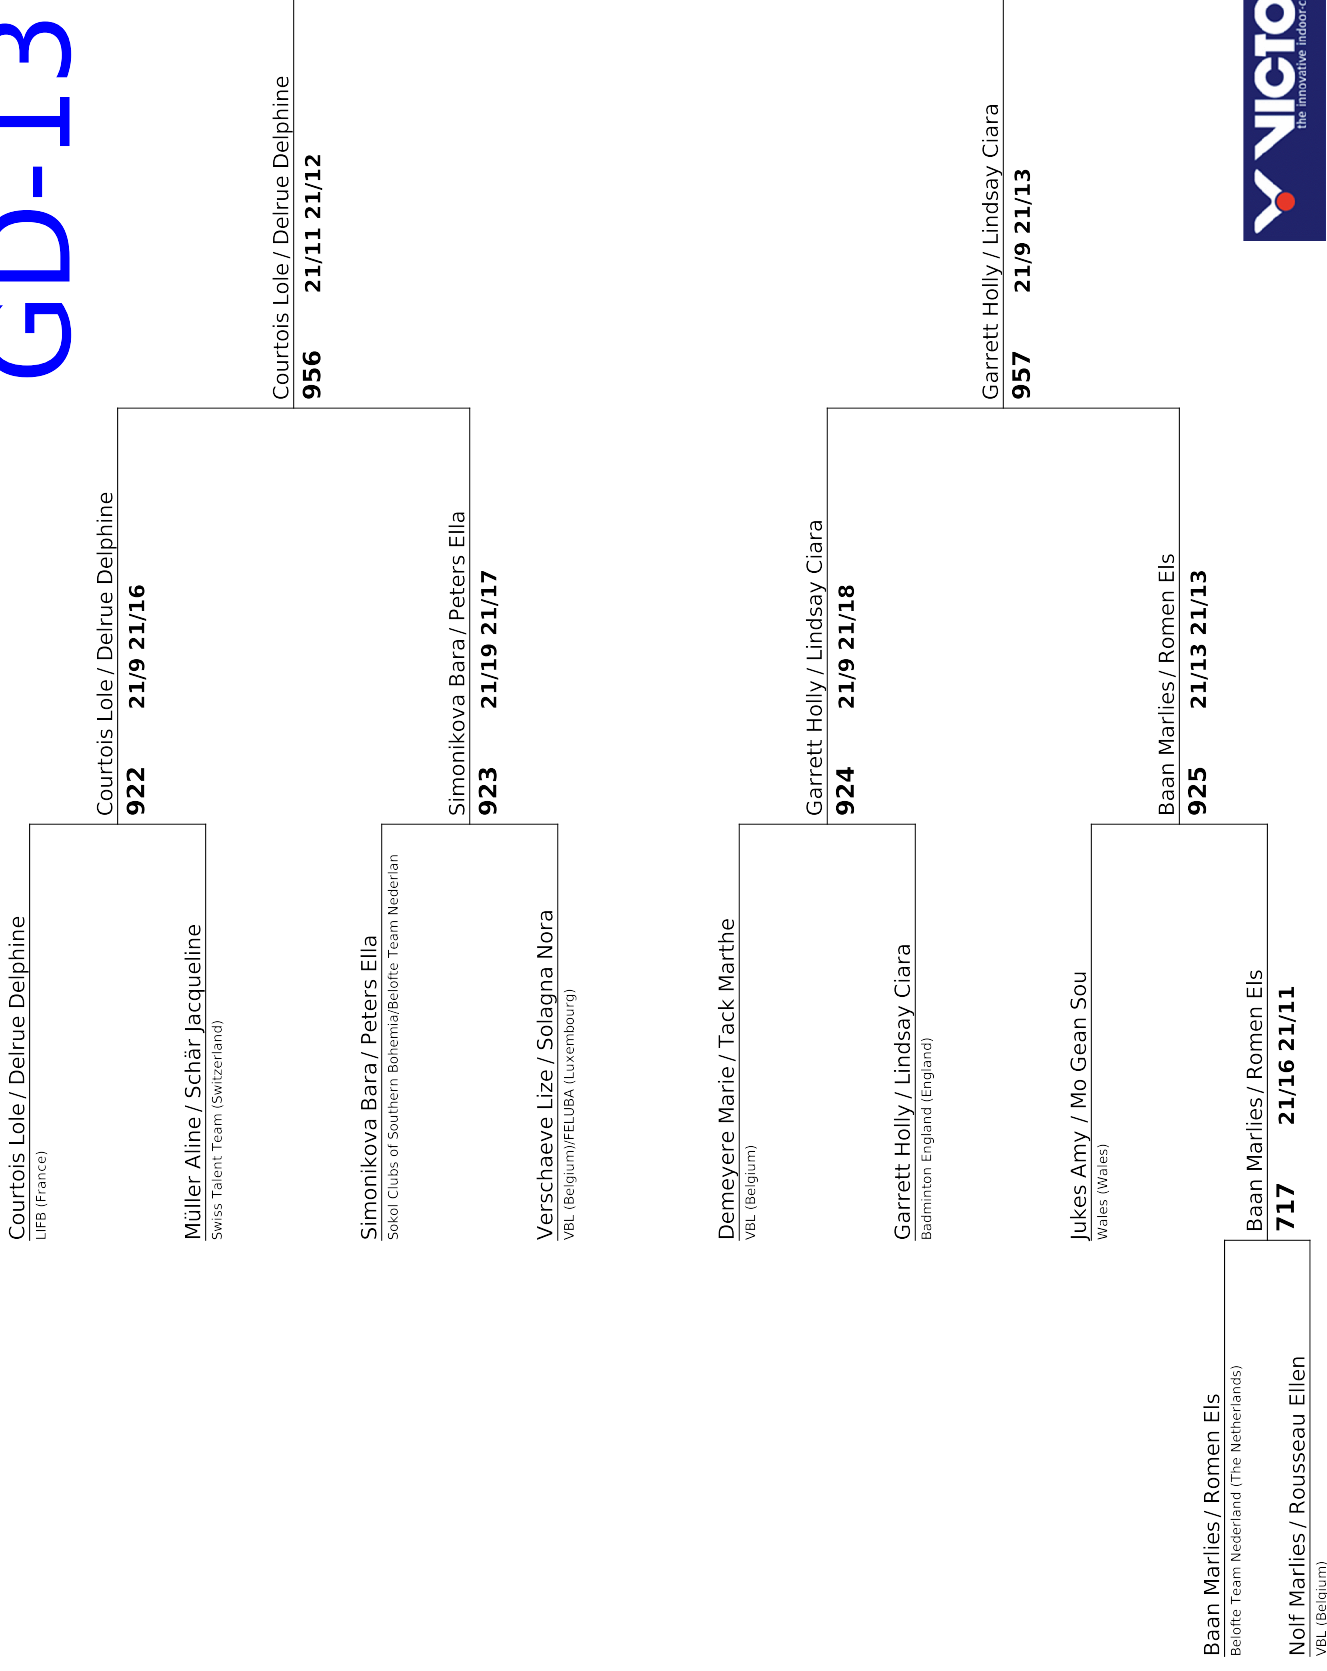 GD-13
Courtois Lole / Delrue Delphine
LIFB (France)
Courtois Lole / Delrue Delphine
922 21/9 21/16
Müller Aline / Schär Jacqueline
Swiss Talent Team (Switzerland)
Courtois Lole / Delrue Delphine
956 21/11 21/12
Simonikova Bara / Peters Ella
Sokol Clubs of Southern Bohemia/Belofte Team Nederlan
Simonikova Bara / Peters Ella
923 21/19 21/17
Verschaeve Lize / Solagna Nora
VBL (Belgium)/FELUBA (Luxembourg)
Demeyere Marie / Tack Marthe
VBL (Belgium)
Garrett Holly / Lindsay Ciara
924 21/9 21/18
Garrett Holly / Lindsay Ciara
Badminton England (England)
Garrett Holly / Lindsay Ciara
957 21/9 21/13
Jukes Amy / Mo Gean Sou
Wales (Wales)
Baan Marlies / Romen Els
925 21/13 21/13
Baan Marlies / Romen Els
Belofte Team Nederland (The Netherlands)
Baan Marlies / Romen Els
717 21/16 21/11
Nolf Marlies / Rousseau Ellen
VBL (Belgium)
VICTO
the innovative indoor-c